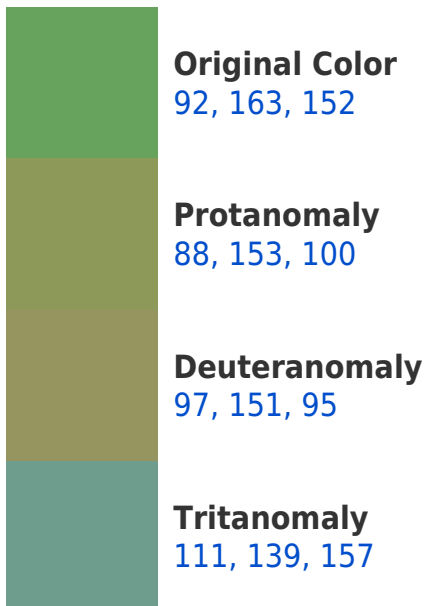 Original Color
92, 163, 152
Protanomaly
88, 153, 100
Deuteranomaly
97, 151, 95
Tritanomaly
111, 139, 157